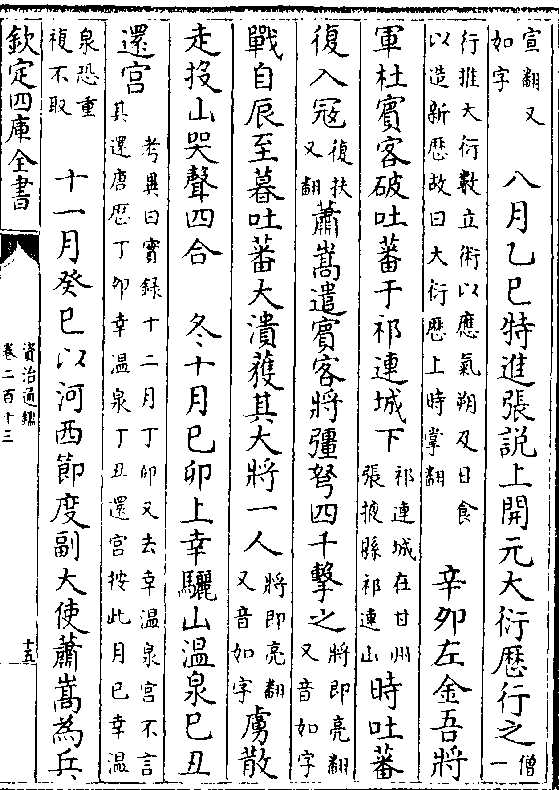 宣翻又
如字
八月乙巳特進張説上開元大衍厯行之
僧一
行推大衍數立術以應氣朔及日食
以造新厯故曰大衍厯上時掌翻
辛卯左金吾將
軍杜賓客破吐蕃于祁連城下
祁連城在甘州
張掖縣祁連山
時吐蕃
復入冦
復扶
又翻
蕭嵩遣賓客將彊弩四千擊之
將即亮翻
又音如字
戰自辰至暮吐蕃大潰獲其大將一人
將即亮翻
又音如字
虜散
走投山哭聲四合
冬十月己卯上幸驪山温泉己丑
還宫
考異曰實録十二月丁卯又去幸温泉宫不言
其還唐厯丁卯幸温泉丁丑還宫按此月已幸温
泉恐重
複不取
十一月癸巳以河西節度副大使蕭嵩為兵
欽定四庫全書
資治通鑑
卷二百十三
十五